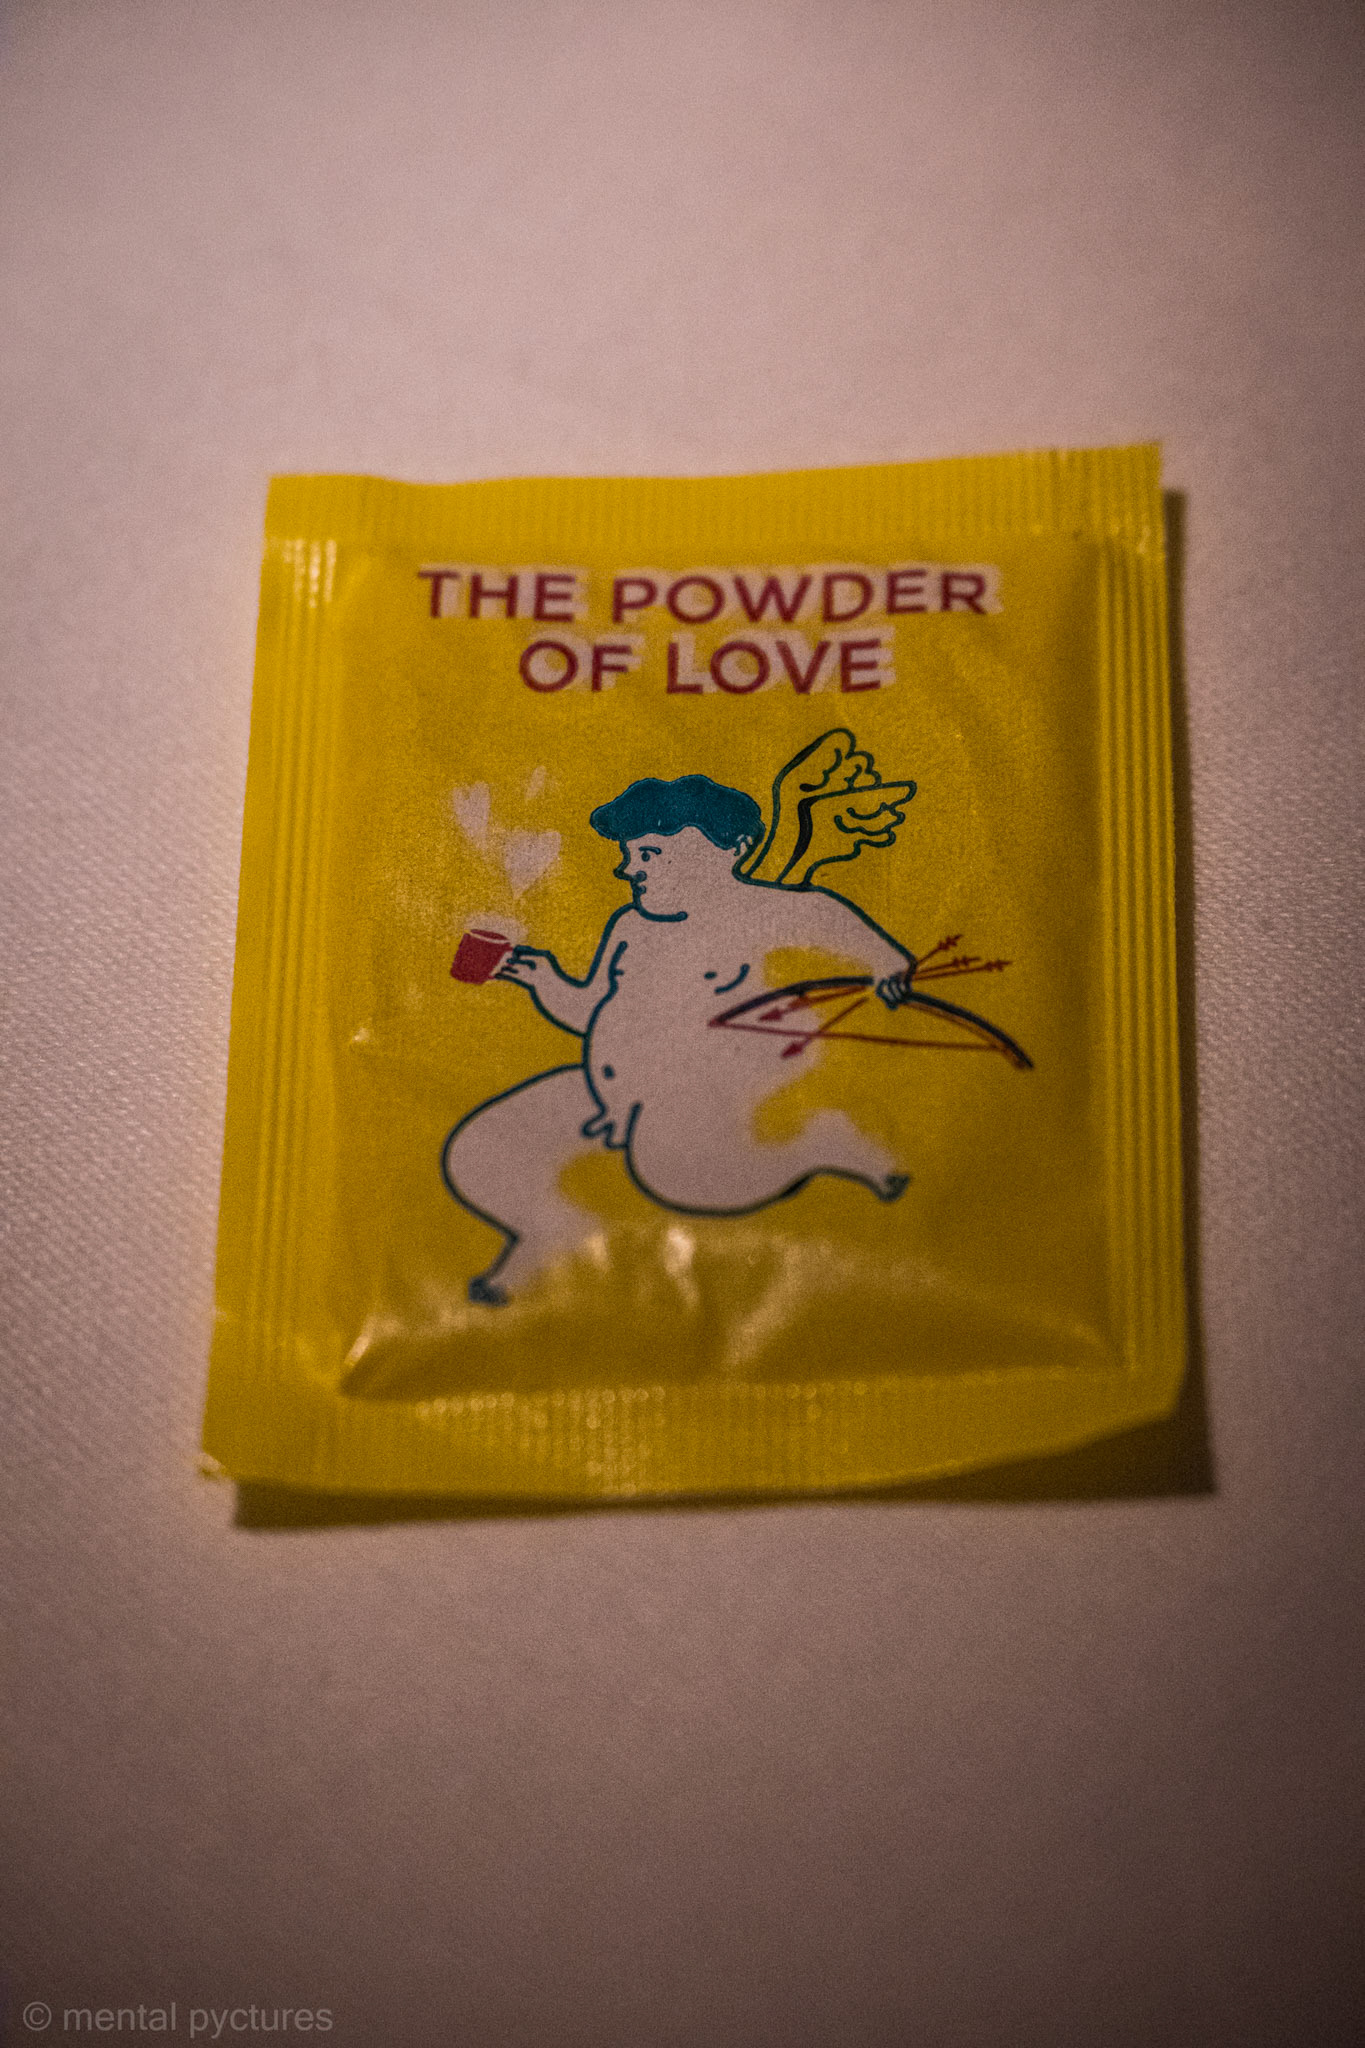 THE POWDER
OF LOVE
© mental pyctures